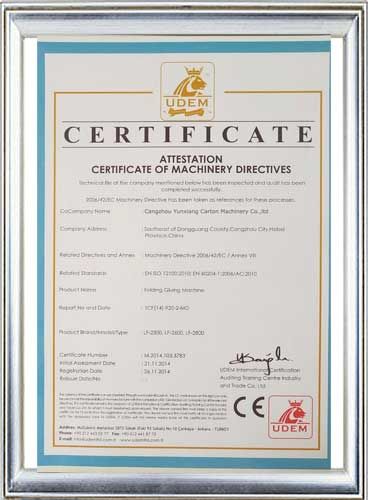 UDEM
CERTIFICATE
ATTESTATION
CERTIFICATE OF MACHINERY DIRECTIVES
Technical file of the company mentioned below has been inspected and audit has been
completed successfully.
2006/42/EC Machinery Directive has been taken as references for these processes.
Company Name : Cangzhou Yunxiang Carton Machinery Co.,ltd
Company Address : Southeast of Dongguang County,Cangzhou City,Hebei
Province,China
Related Directives and Annex : Machinery Directive 2006/42/EC / Annex VIII
Related Standards : EN ISO 12100:2010; EN 60204-1:2006/AC:2010
Product Name : Folding Gluing Machine
Report No
Product Brand/Model/Type : LF-2300, LF-2600, LF-2800
Certificate Number : M.2014.103.
Initial Assessment Date : 21.11.2014
Registration Date : 26.11.2014
Reissue Date : -
UDEM International Certification
Auditing Training Centre Industry
and Trade Co., Ltd.
CE
UDEM